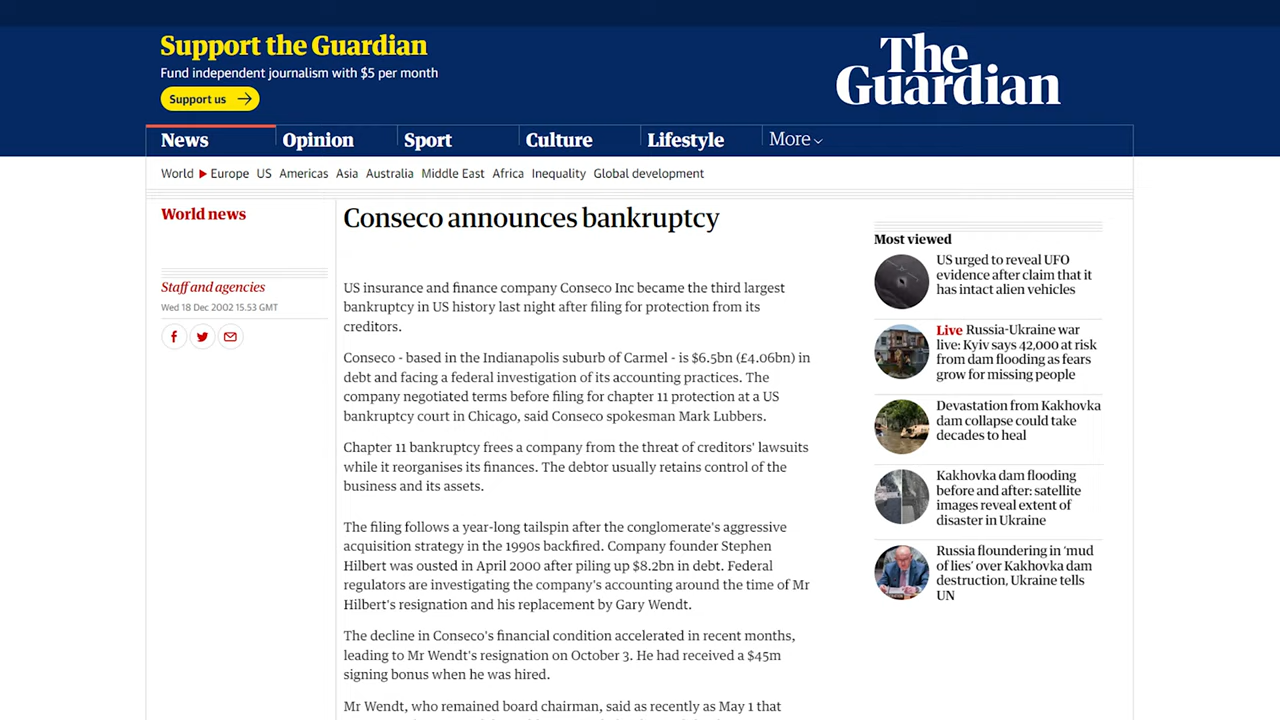 Support the Guardian
Fund independent journalism with $5 per month
Support us
The
Guardian
News
Opinion
Sport
Culture
Lifestyle
More
World
Europe
US
Americas
Asia
Australia
Middle East
Africa
Inequality
Global development
World news
Staff and agencies
Wed 18 Dec 2002 15.53 GMT
Conseco announces bankruptcy
US insurance and finance company Conseco Inc became the third largest
bankruptcy in US history last night after filing for protection from its
creditors.
Conseco - based in the Indianapolis suburb of Carmel - is $6.5bn (£4.06bn) in
debt and facing a federal investigation of its accounting practices. The
company negotiated terms before filing for chapter 11 protection at a US
bankruptcy court in Chicago, said Conseco spokesman Mark Lubbers.
Chapter 11 bankruptcy frees a company from the threat of creditors' lawsuits
while it reorganises its finances. The debtor usually retains control of the
business and its assets.
The filing follows a year-long tailspin after the conglomerate's aggressive
acquisition strategy in the 1990s backfired. Company founder Stephen
Hilbert was ousted in April 2000 after piling up $8.2bn in debt. Federal
regulators are investigating the company's accounting around the time of Mr
Hilbert's resignation and his replacement by Gary Wendt.
The decline in Conseco's financial condition accelerated in recent months,
leading to Mr Wendt's resignation on October 3. He had received a $45m
signing bonus when he was hired.
Mr Wendt, who remained board chairman, said as recently as May 1 that
Most viewed
US urged to reveal UFO
evidence after claim that it
has intact alien vehicles
Live Russia-Ukraine war
live: Kyiv says 42,000 at risk
from dam flooding as fears
grow for missing people
Devastation from Kakhovka
dam collapse could take
decades to heal
Kakhovka dam flooding
before and after: satellite
images reveal extent of
disaster in Ukraine
Russia floundering in ‘mud
of lies’ over Kakhovka dam
destruction, Ukraine tells
UN